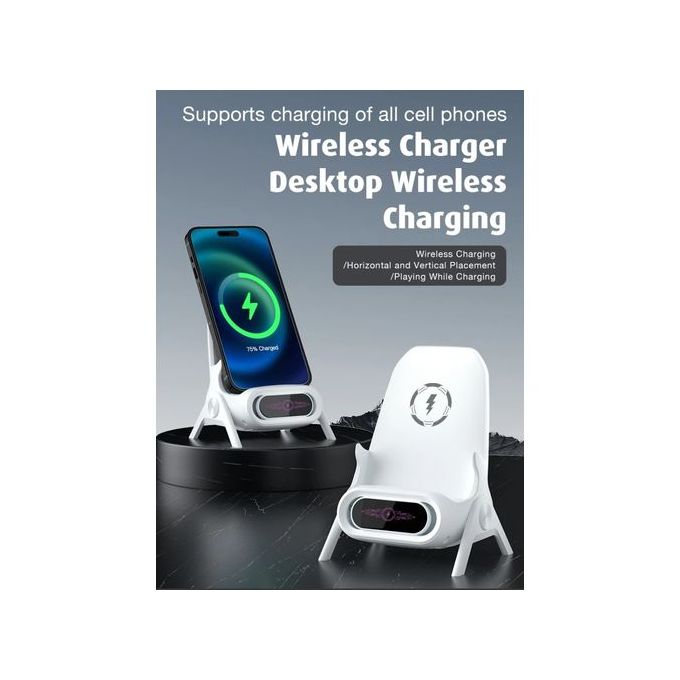 Supports charging of all cell phones
Wireless Charger
Desktop Wireless
Charging
Wireless Charging
/Horizontal and Vertical Placement
/Playing While Charging
75% Charged